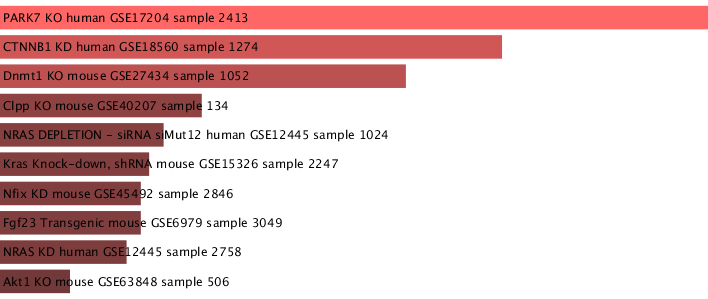 PARK7 KO human GSE17204 sample 2413
CTNNB1 KD human GSE18560 sample 1274
Dnmt1 KO mouse GSE27434 sample 1052
Clpp KO mouse GSE40207 sample 134
NRAS DEPLETION - siRNA siMut12 human GSE12445 sample 1024
Kras Knock-down, shRNA mouse GSE15326 sample 2247
Nfix KD mouse GSE45492 sample 2846
Fgf23 Transgenic mouse GSE6979 sample 3049
NRAS KD human GSE12445 sample 2758
Akt1 KO mouse GSE63848 sample 506